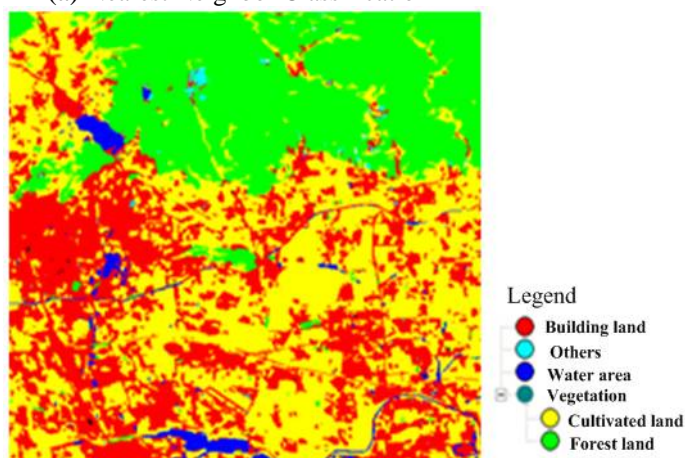 Legend
Building land
Others
Water area
Vegetation
Cultivated land
Forest land